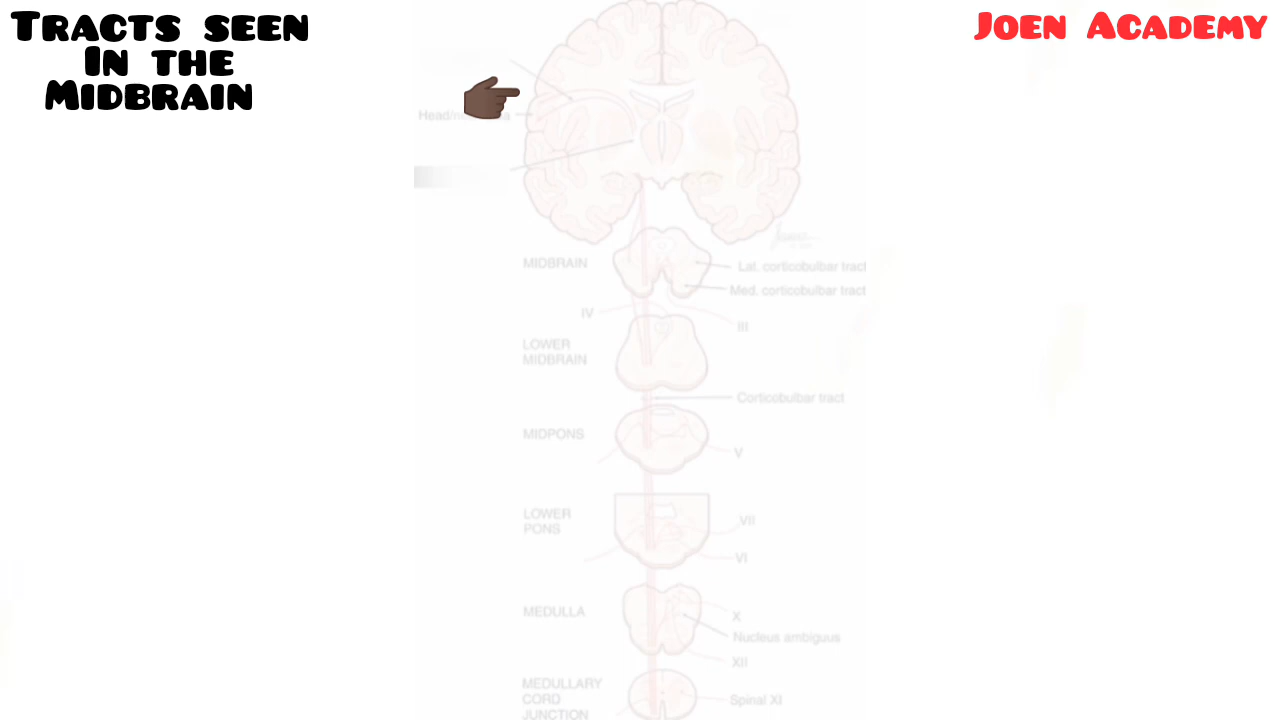 TRACTS SEEN
IN THE
MIDBRAIN
JOEN ACADEMY
MIDBRAIN
Lat. corticobulbar tract
Med. corticobulbar tract
IV
III
LOWER
MIDBRAIN
Corticobulbar tract
MIDPONS
V
LOWER
PONS
VII
VI
MEDULLA
X
Nucleus ambiguus
XII
MEDULLARY
CORD
JUNCTION
Spinal XI